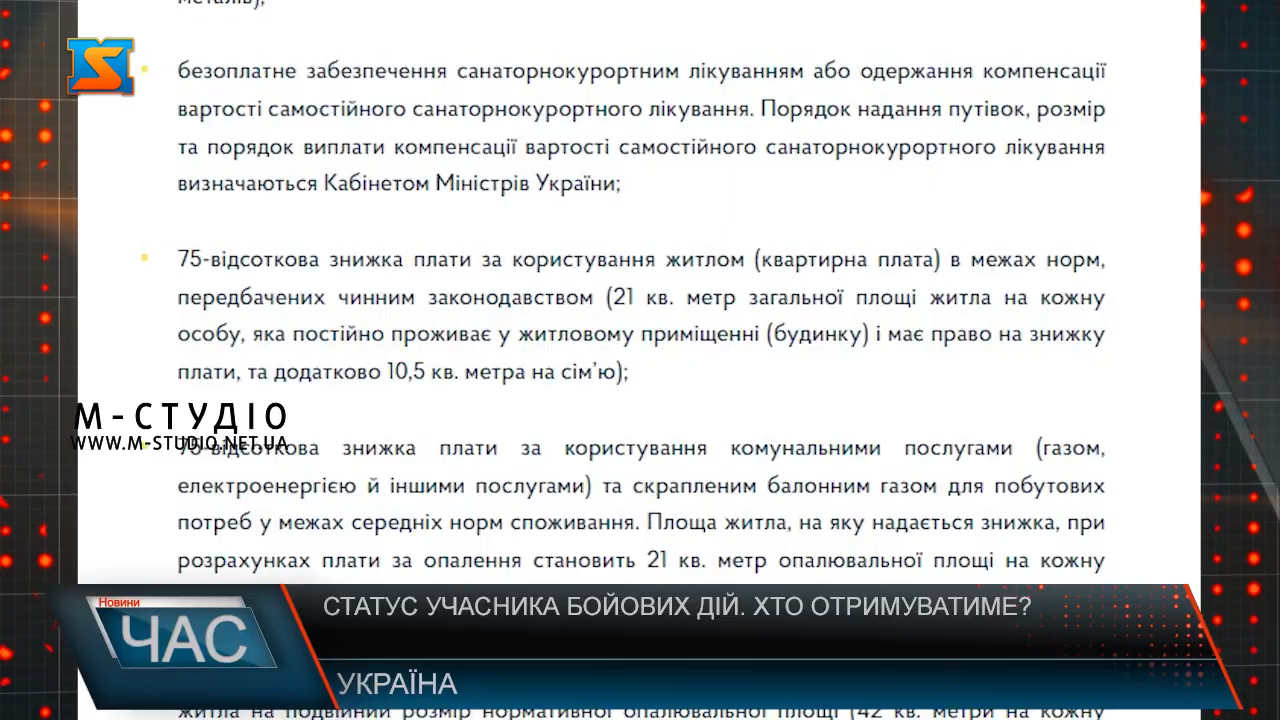 металів);
безоплатне забезпечення санаторнокурортним лікуванням або одержання компенсації
вартості самостійного санаторнокурортного лікування. Порядок надання путівок, розмір
та порядок виплати компенсації вартості самостійного санаторнокурортного лікування
визначаються Кабінетом Міністрів України;
75-відсоткова знижка плати за користування житлом (квартирна плата) в межах норм,
передбачених чинним законодавством (21 кв. метр загальної площі житла на кожну
особу, яка постійно проживає у житловому приміщенні (будинку) і має право на знижку
плати, та додатково 10,5 кв. метра на сім’ю);
М-СТУДІО
WWW.M-STUDIO.NET.UA
75-відсоткова знижка плати за користування комунальними послугами (газом,
електроенергією й іншими послугами) та скрапленим балонним газом для побутових
потреб у межах середніх норм споживання. Площа житла, на яку надається знижка, при
розрахунках плати за опалення становить 21 кв. метр опалювальної площі на кожну
Новини
ЧАС
СТАТУС УЧАСНИКА БОЙОВИХ ДІЙ. ХТО ОТРИМУВАТИМЕ?
УКРАЇНА
житла на подвійний розмір нормативної опалювальної площі (42 кв. метри на кожну